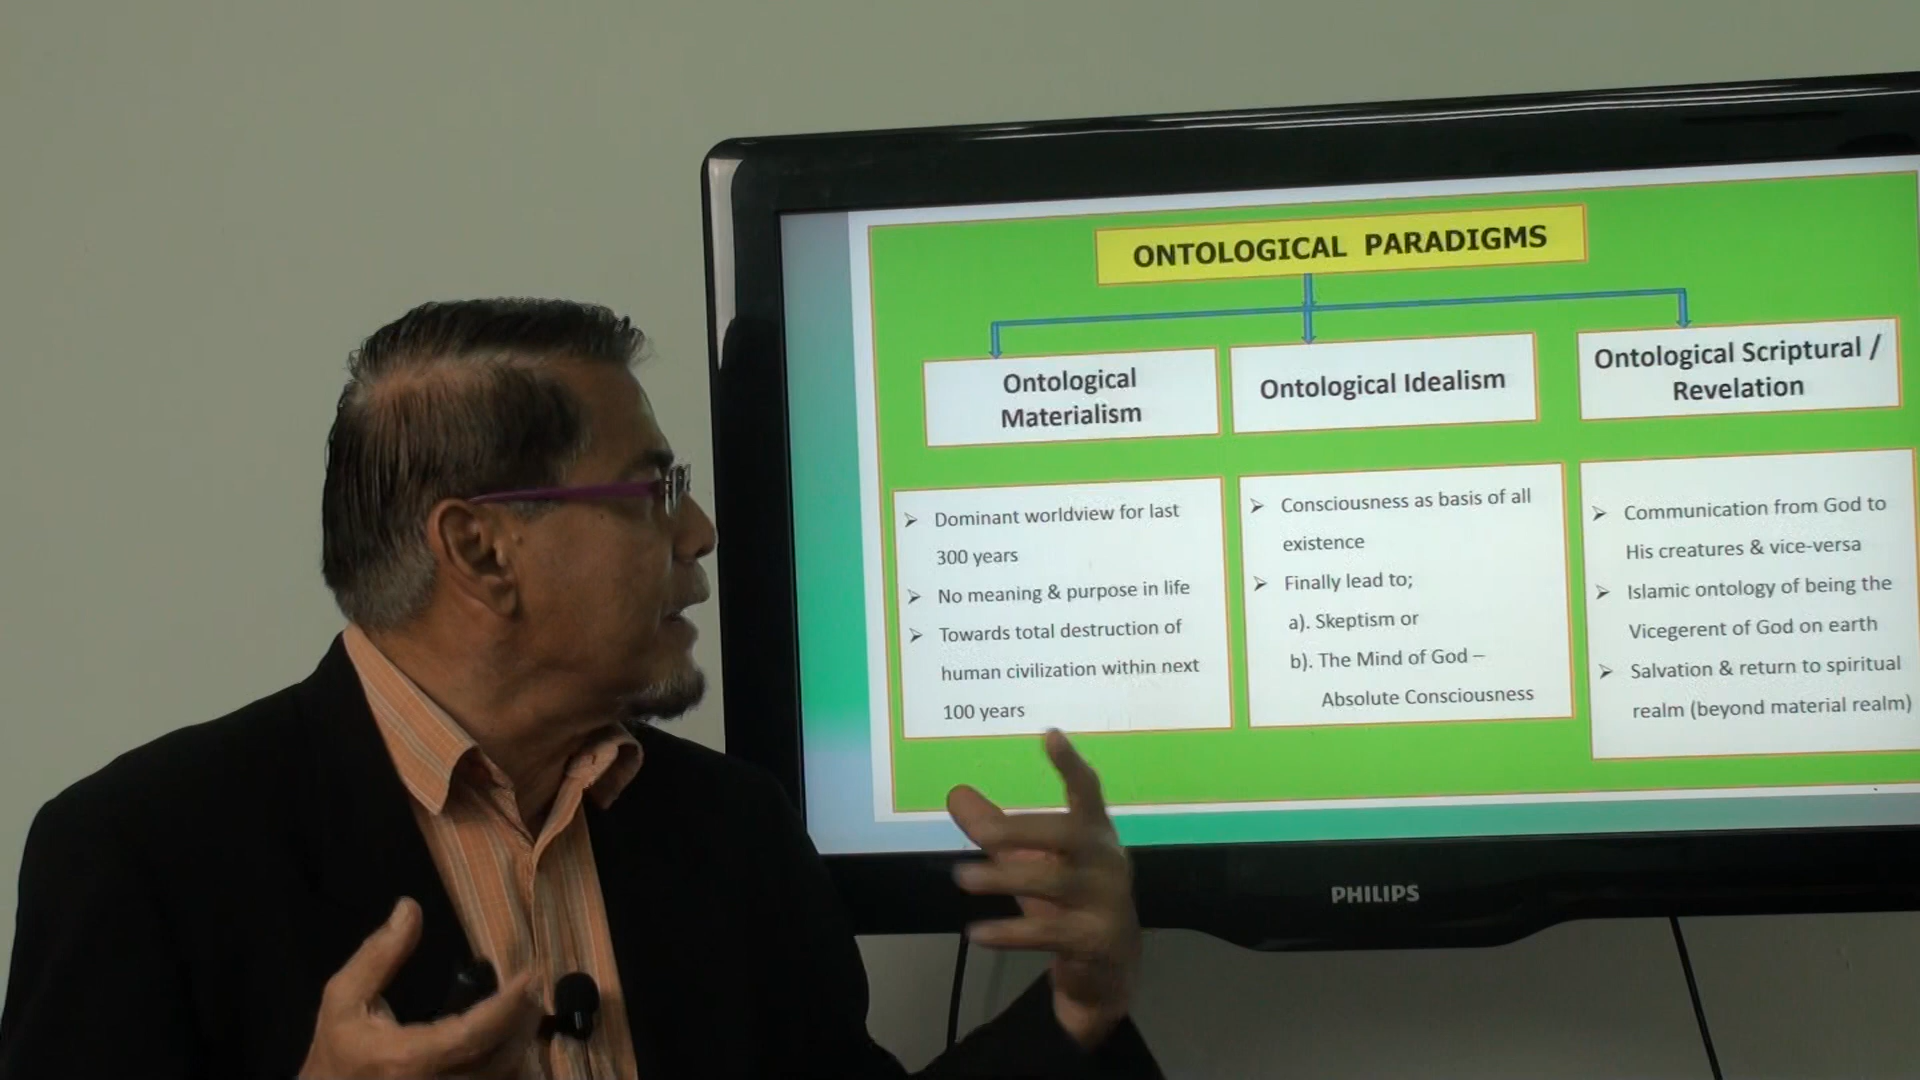 ONTOLOGICAL PARADIGMS
Ontological
Materialism
Ontological Idealism
Ontological Scriptural /
Revelation
➢ Dominant worldview for last
300 years
➢ No meaning & purpose in life
➢ Towards total destruction of
human civilization within next
100 years
➢ Consciousness as basis of all
existence
➢ Finally lead to;
a). Skeptism or
b). The Mind of God –
Absolute Consciousness
➢ Communication from God to
His creatures & vice-versa
➢ Islamic ontology of being the
Vicegerent of God on earth
➢ Salvation & return to spiritual
realm (beyond material realm)
PHILIPS